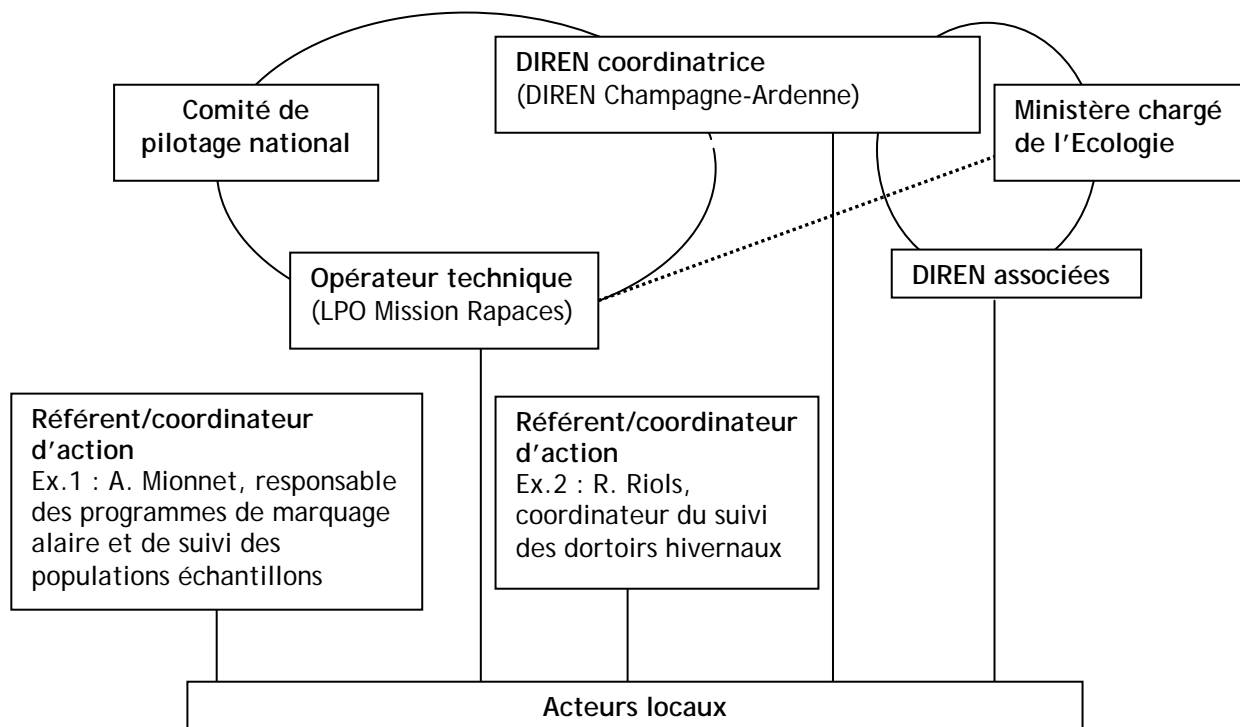 DIREN coordinatrice
(DIREN Champagne-Ardenne)
Comité de
pilotage national
Ministère chargé
de l'Ecologie
Opérateur technique
(LPO Mission Rapaces)
DIREN associées
Référent/coordinateur
d'action
Ex.1 : A. Mionnet, responsable
des programmes de marquage
alaire et de suivi des
populations échantillons
Référent/coordinateur
d'action
Ex.2 : R. Riols,
coordinateur du suivi
des dortoirs hivernaux
Acteurs locaux